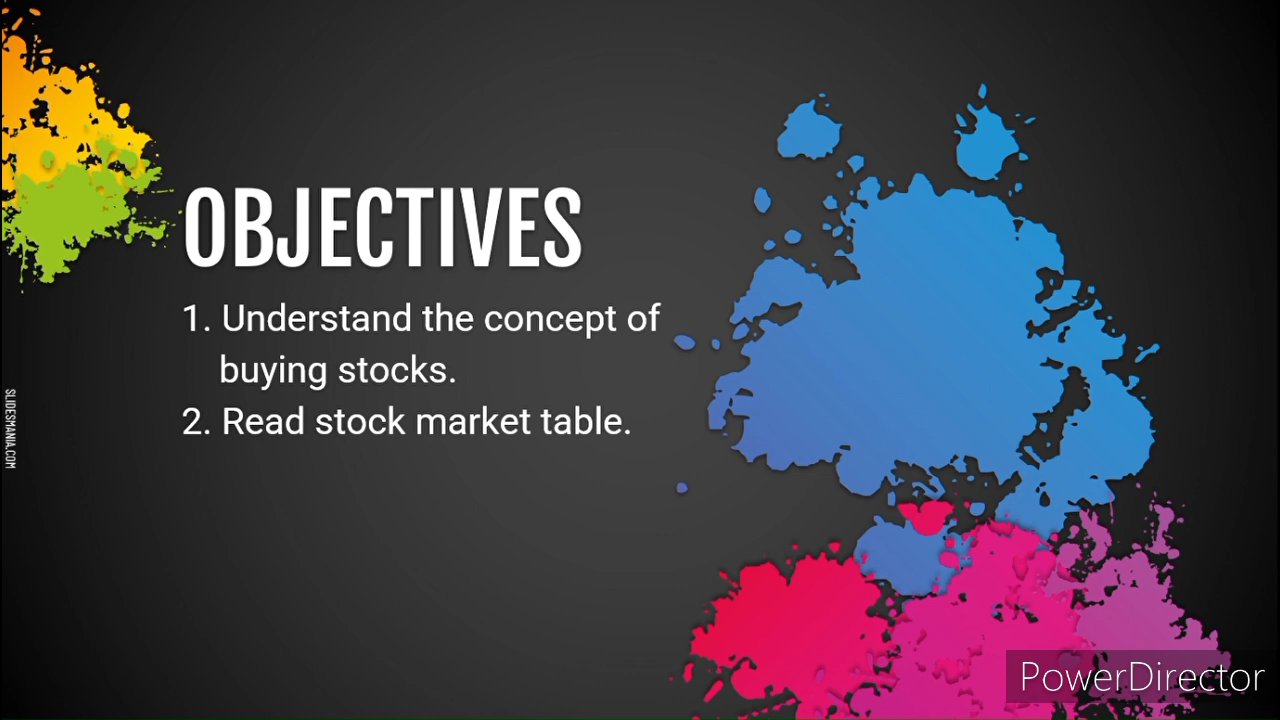 OBJECTIVES
1. Understand the concept of
buying stocks.
2. Read stock market table.
SLIDESMANIA.COM
PowerDirector